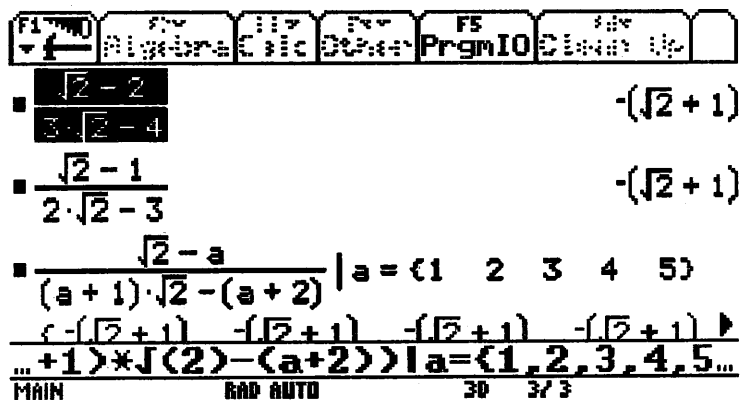 F1 Algebra Calc Other F5 PrgmIO Clean Up
▪ (√2 - 2)/(3·√2 - 4) -(√2 + 1)
▪ (√2 - 1)/(2·√2 - 3) -(√2 + 1)
▪ (√2 - a)/((a + 1)·√2 - (a + 2)) | a = {1 2 3 4 5}
{-(√2 + 1) -(√2 + 1) -(√2 + 1) -(√2 + 1) ▶
…+1)*√(2)-(a+2))|a={1,2,3,4,5…
MAIN RAD AUTO 3D 3/3